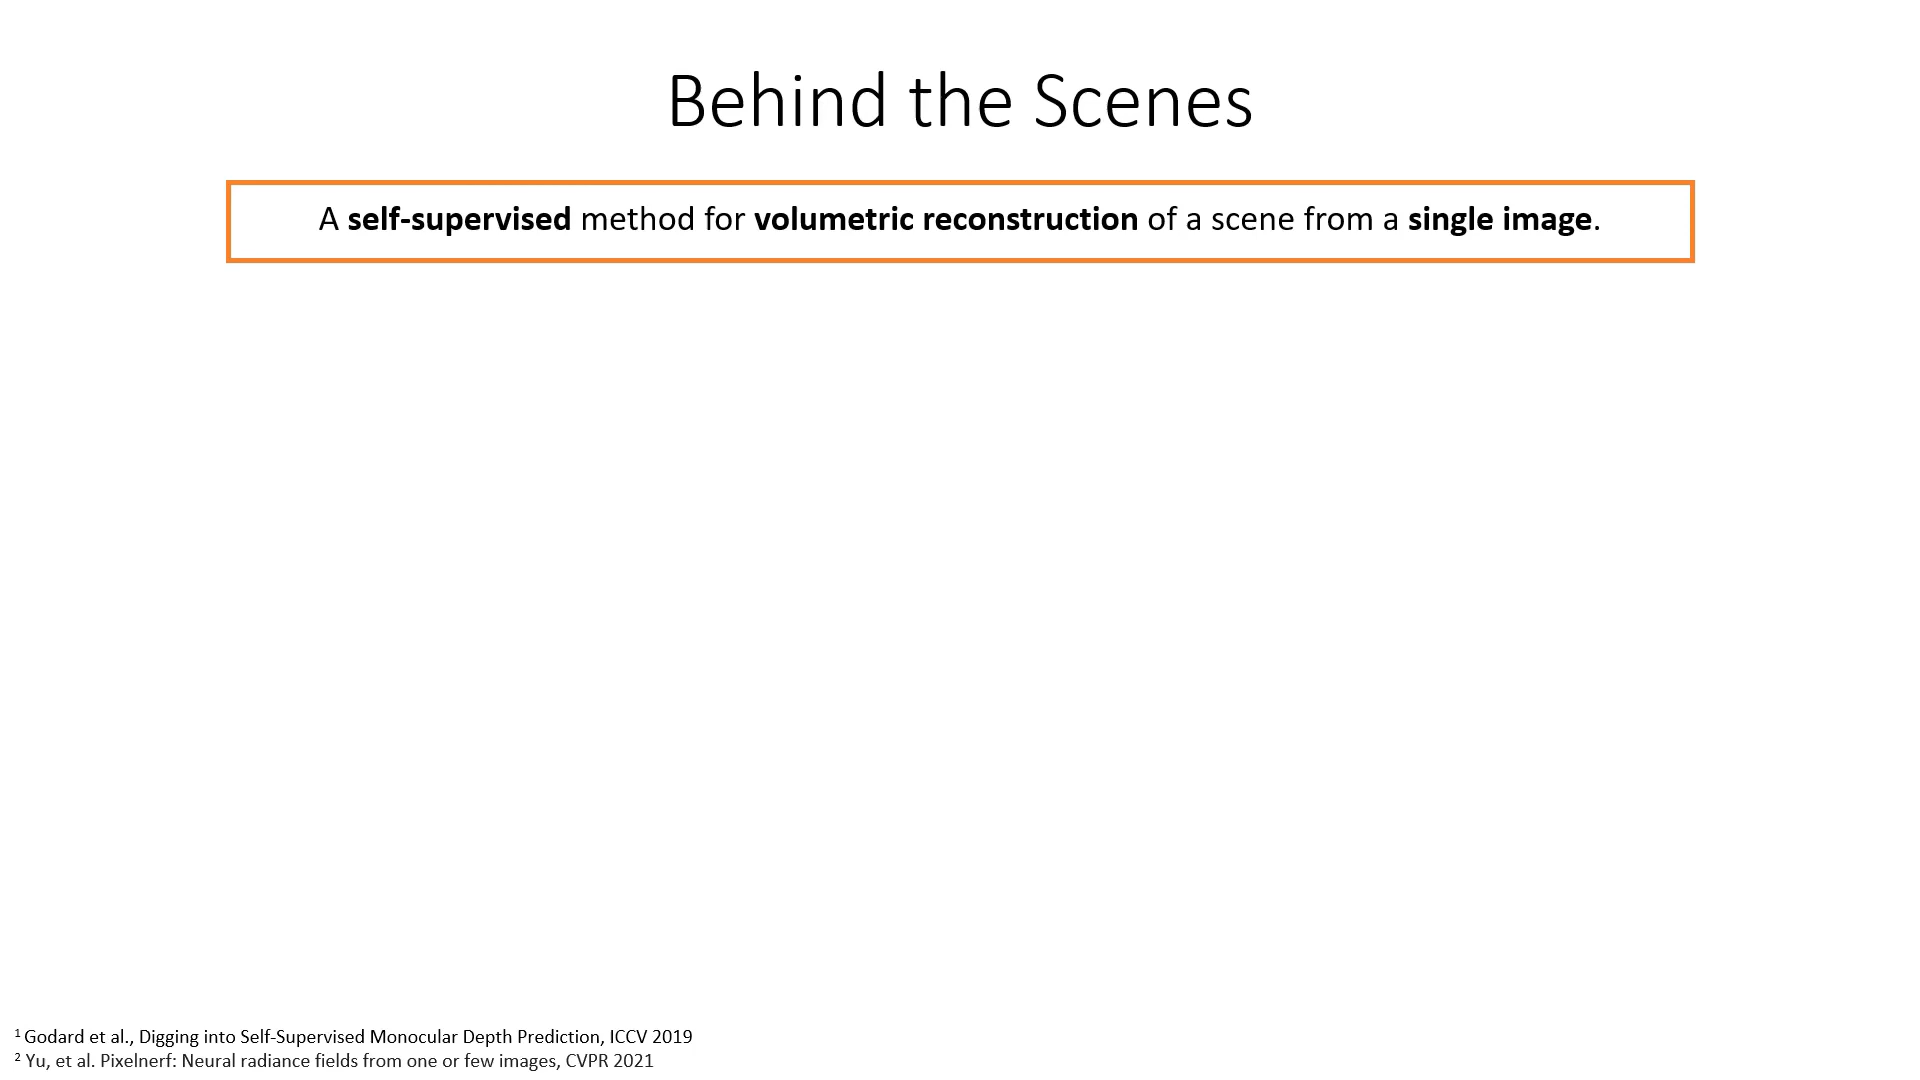 Behind the Scenes
A self-supervised method for volumetric reconstruction of a scene from a single image.
¹ Godard et al., Digging into Self-Supervised Monocular Depth Prediction, ICCV 2019
² Yu, et al. Pixelnerf: Neural radiance fields from one or few images, CVPR 2021